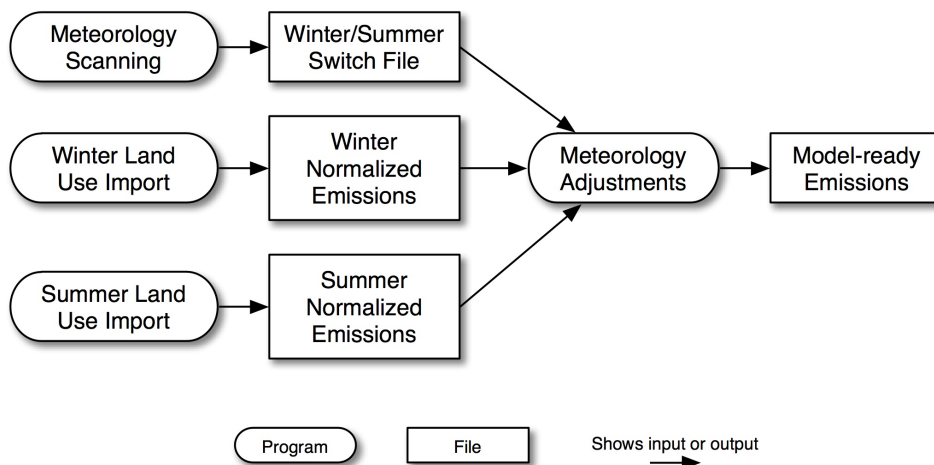 Meteorology
Scanning
Winter/Summer
Switch File
Winter Land
Use Import
Winter
Normalized
Emissions
Meteorology
Adjustments
Model-ready
Emissions
Summer Land
Use Import
Summer
Normalized
Emissions
Program
File
Shows input or output